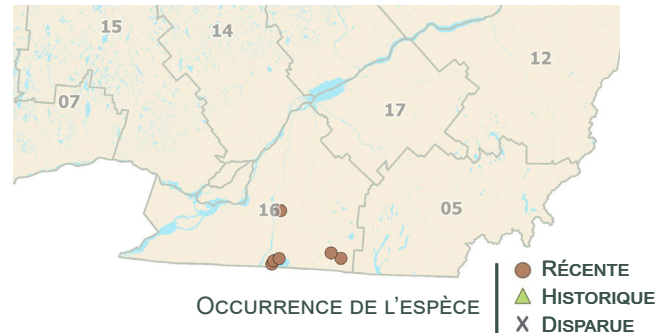 15
14
12
07
17
16
05
OCCURRENCE DE L'ESPÈCE
RÉCENTE
HISTORIQUE
X DISPARUE